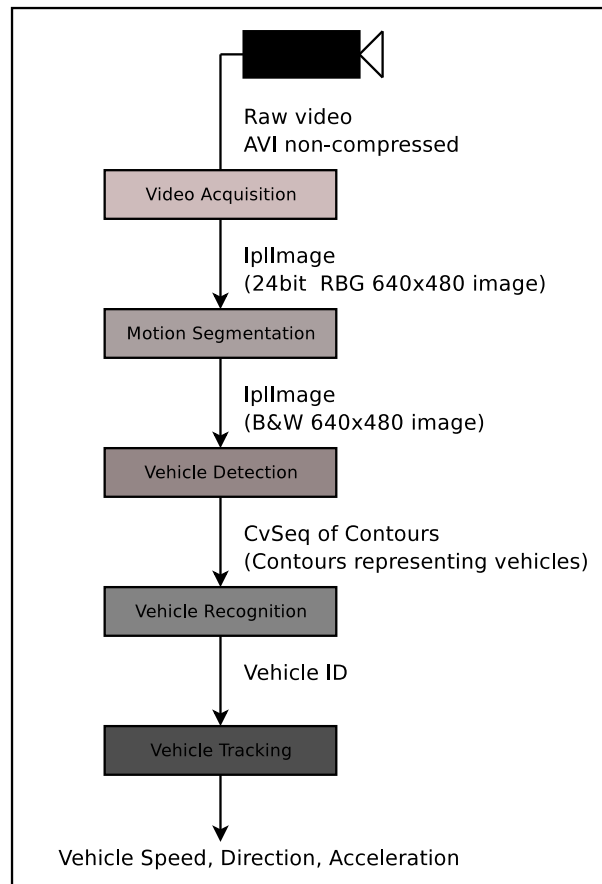 Raw video
AVI non-compressed
Video Acquisition
IplImage
(24bit RBG 640x480 image)
Motion Segmentation
IplImage
(B&W 640x480 image)
Vehicle Detection
CvSeq of Contours
(Contours representing vehicles)
Vehicle Recognition
Vehicle ID
Vehicle Tracking
Vehicle Speed, Direction, Acceleration